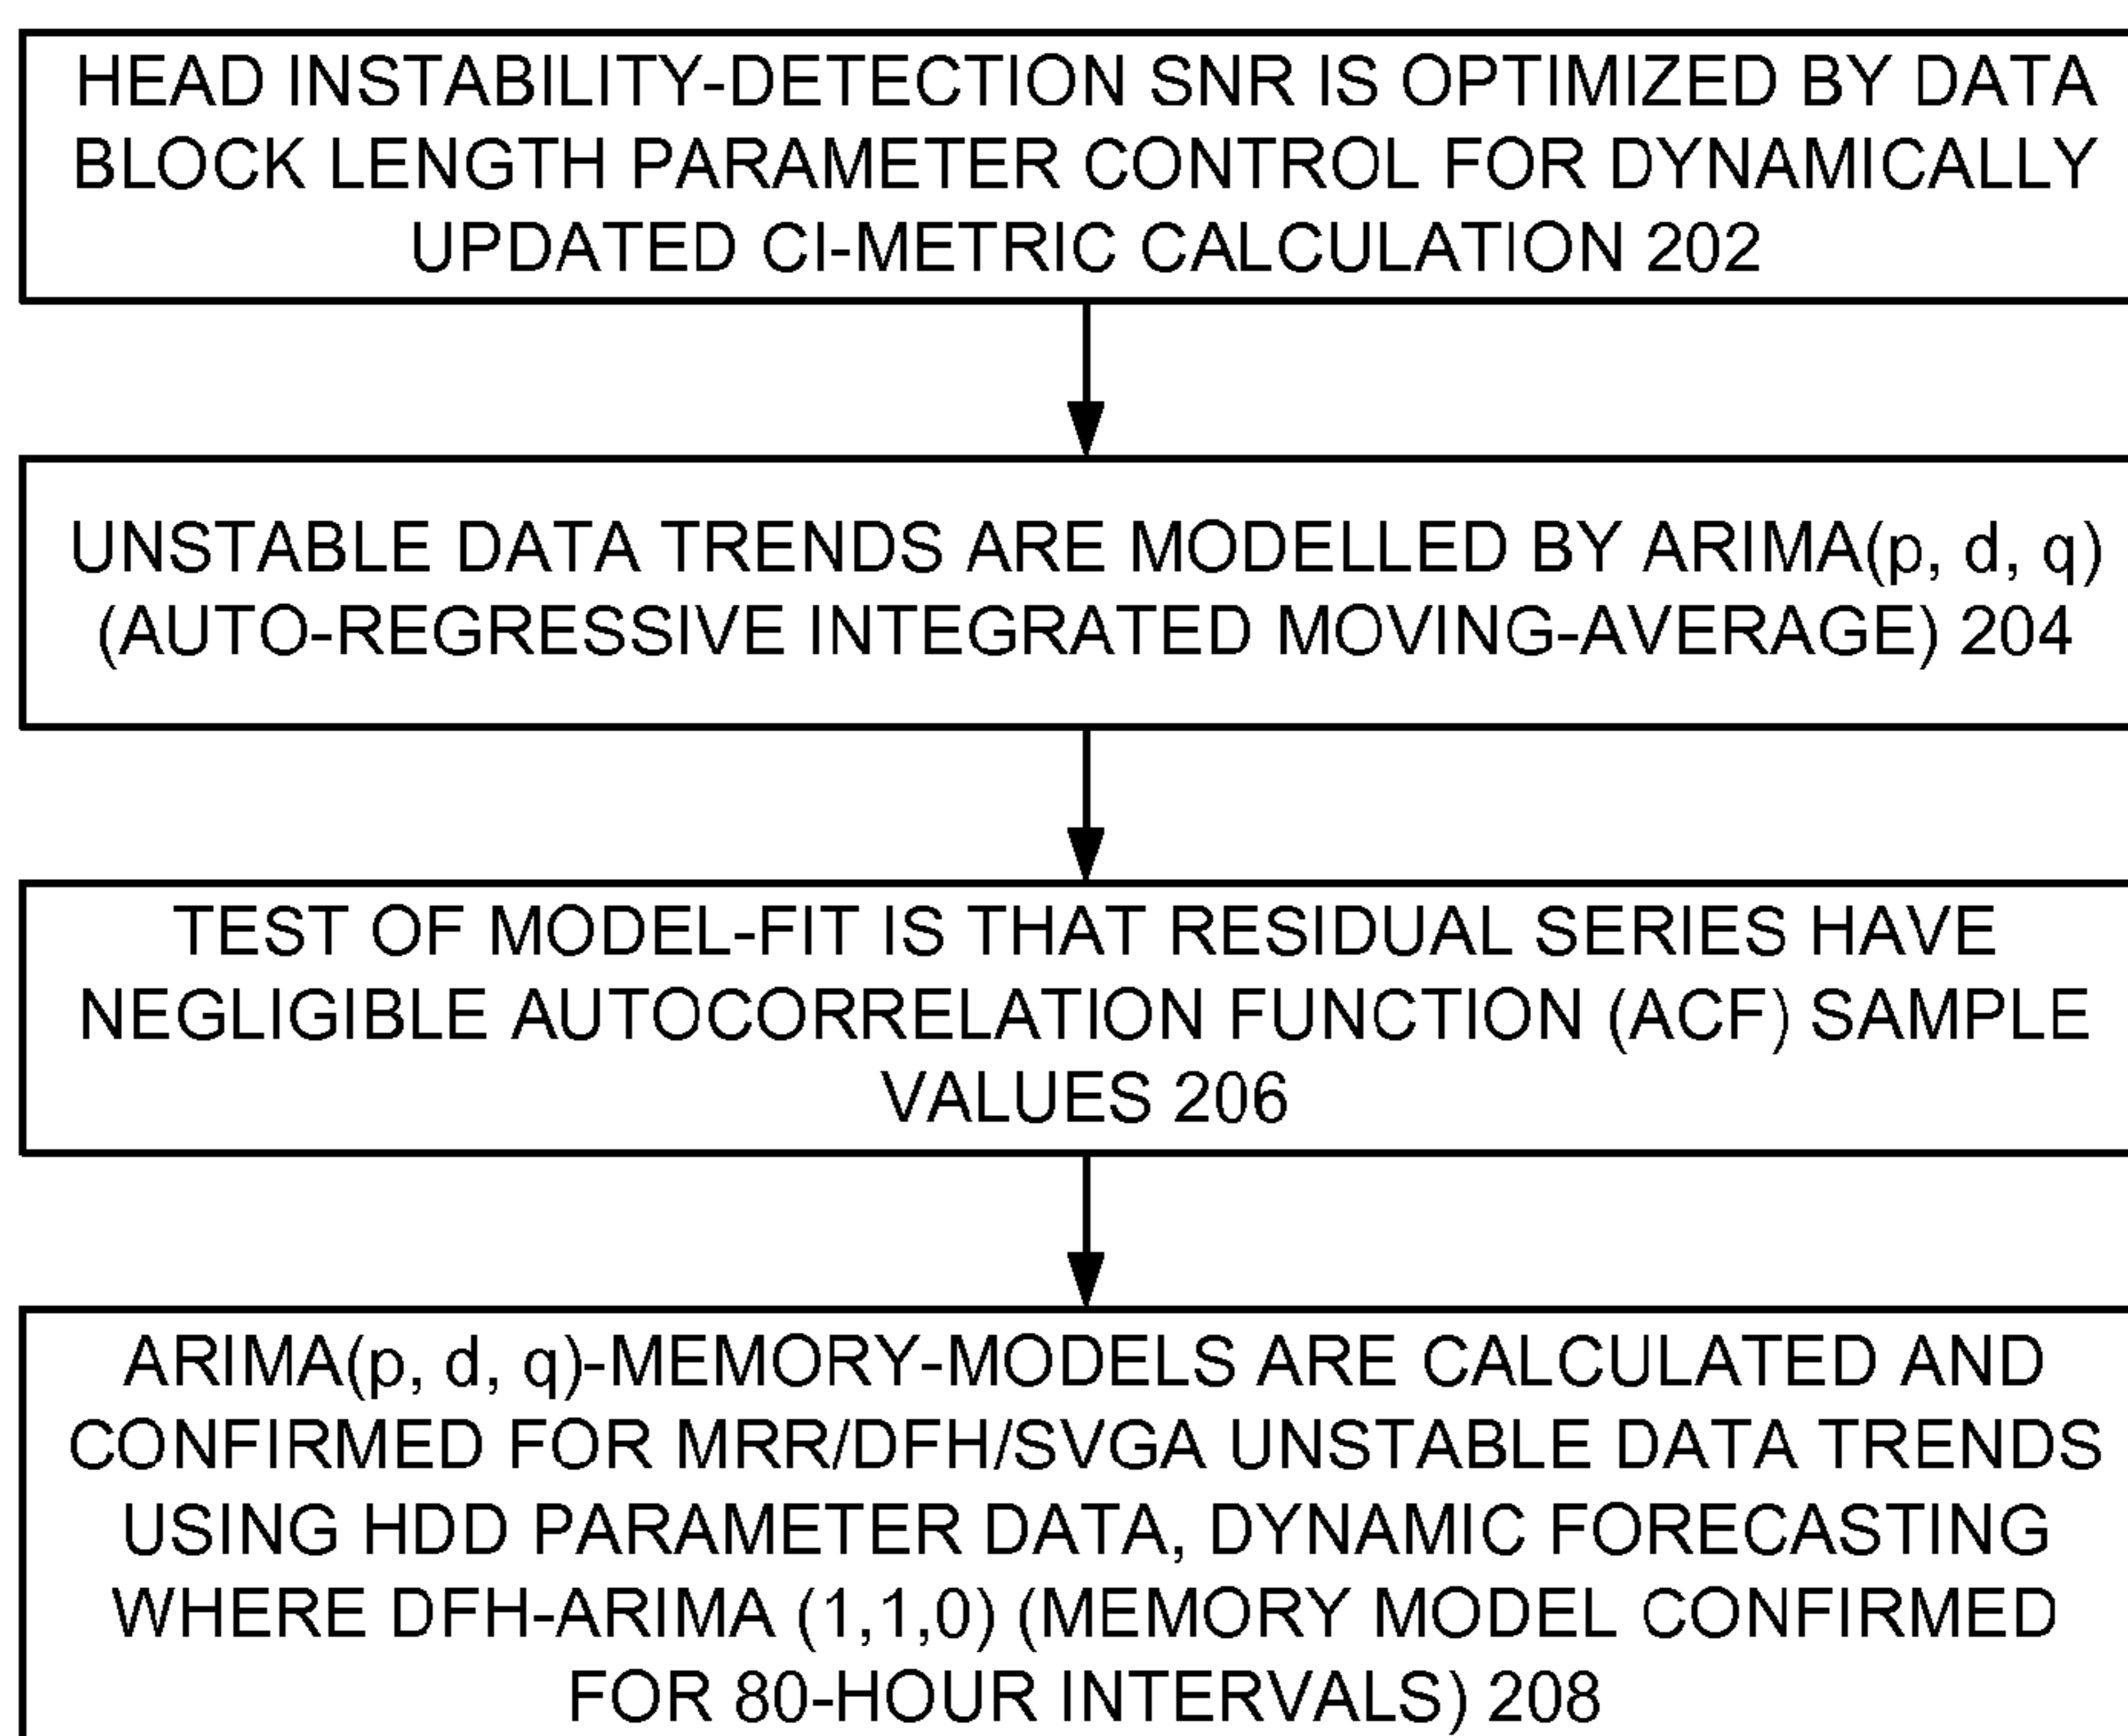 HEAD INSTABILITY-DETECTION SNR IS OPTIMIZED BY DATA
BLOCK LENGTH PARAMETER CONTROL FOR DYNAMICALLY
UPDATED CI-METRIC CALCULATION 202
UNSTABLE DATA TRENDS ARE MODELLED BY ARIMA(p, d, q)
(AUTO-REGRESSIVE INTEGRATED MOVING-AVERAGE) 204
TEST OF MODEL-FIT IS THAT RESIDUAL SERIES HAVE
NEGLIGIBLE AUTOCORRELATION FUNCTION (ACF) SAMPLE
VALUES 206
ARIMA(p, d, q)-MEMORY-MODELS ARE CALCULATED AND
CONFIRMED FOR MRR/DFH/SVGA UNSTABLE DATA TRENDS
USING HDD PARAMETER DATA, DYNAMIC FORECASTING
WHERE DFH-ARIMA (1,1,0) (MEMORY MODEL CONFIRMED
FOR 80-HOUR INTERVALS) 208